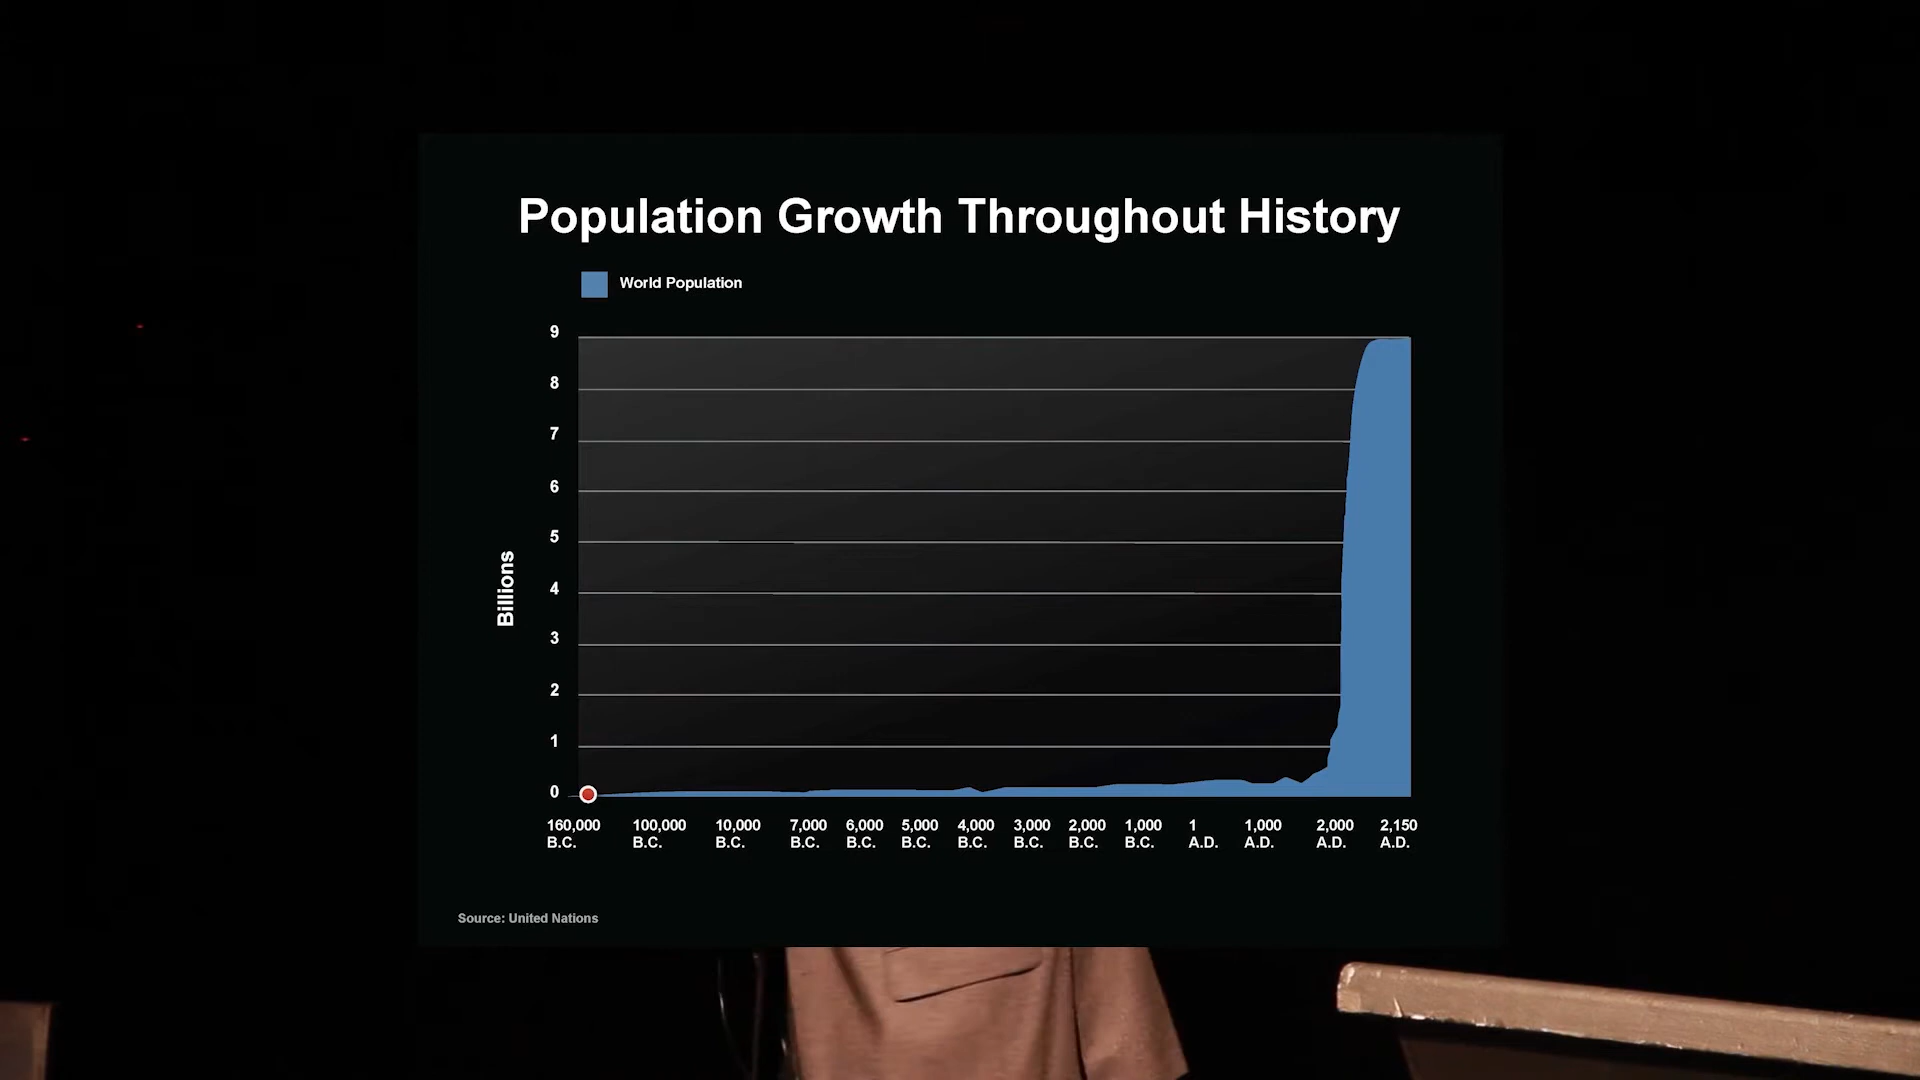 Population Growth Throughout History
World Population
9
8
7
6
5
4
3
2
1
0
Billions
160,000 B.C.
100,000 B.C.
10,000 B.C.
7,000 B.C.
6,000 B.C.
5,000 B.C.
4,000 B.C.
3,000 B.C.
2,000 B.C.
1,000 B.C.
1 A.D.
1,000 A.D.
2,000 A.D.
2,150 A.D.
Source: United Nations